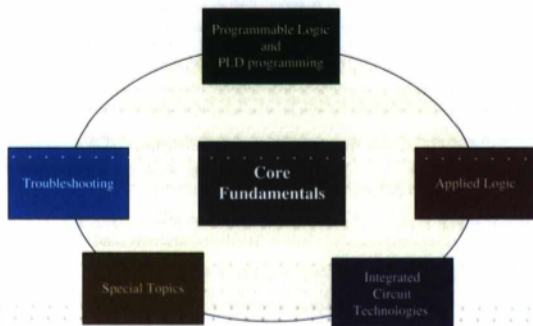 Programmable Logic
and
PLD programming
Troubleshooting
Core
Fundamentals
Applied Logic
Special Topics
Integrated
Circuit
Technologies